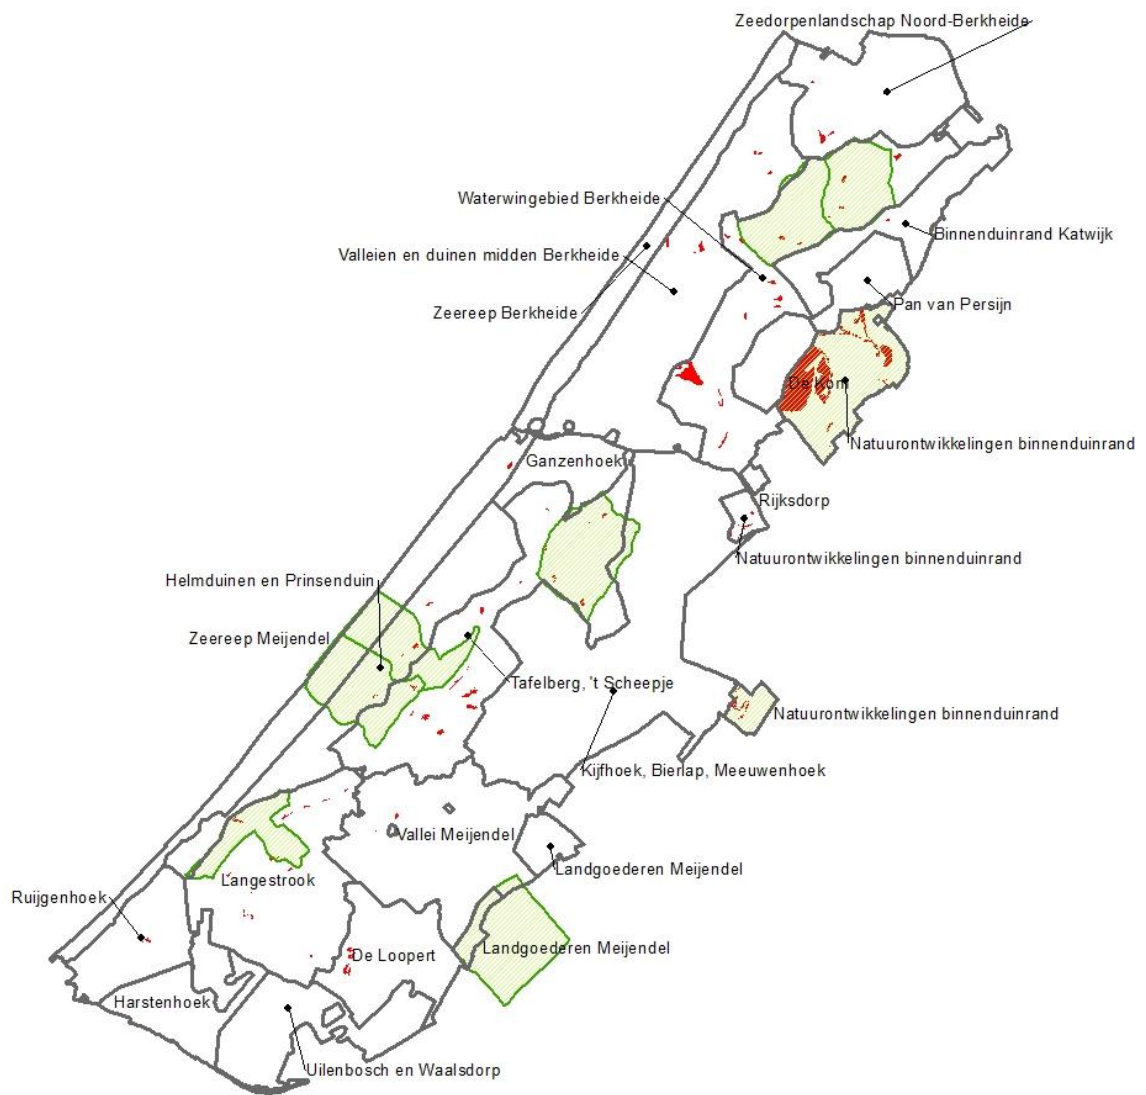 Zeedorpenlandschap Noord-Berkheide
Waterwingebied Berkheide
Binnenduinrand Katwijk
Valleien en duinen midden Berkheide
Pan van Persijn
Zeereep Berkheide
De Kom
Natuurontwikkelingen binnenduinrand
Ganzenhoek
Rijksdorp
Natuurontwikkelingen binnenduinrand
Helmduinen en Prinsenduin
Zeereep Meijendel
Tafelberg, 't Scheepje
Natuurontwikkelingen binnenduinrand
Kijfhoek, Bierlap, Meeuwenhoek
Vallei Meijendel
Landgoederen Meijendel
Langestrook
Ruijgenhoek
Landgoederen Meijendel
De Loopert
Harstenhoek
Uilenbosch en Waalsdorp